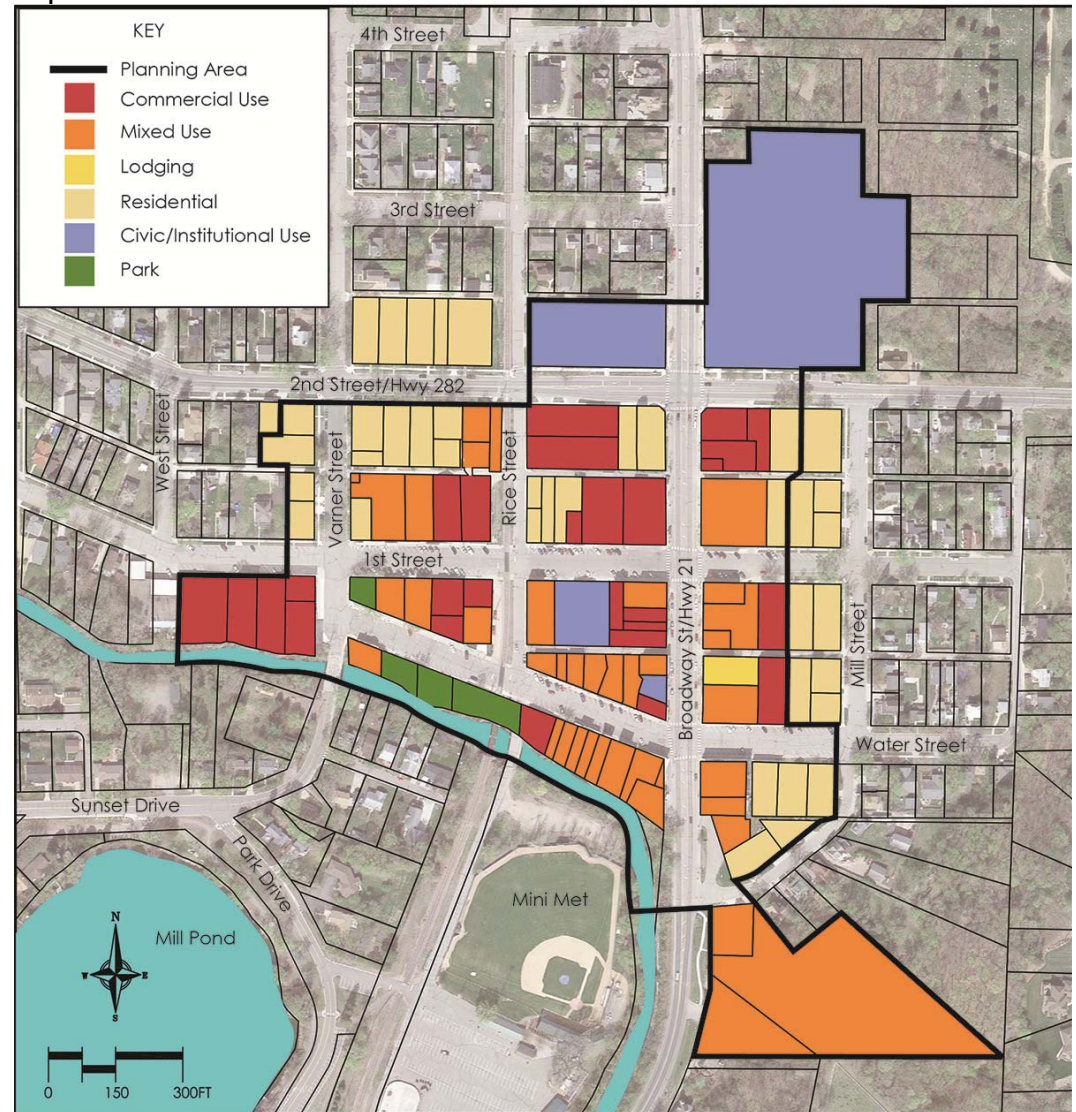 KEY
Planning Area
Commercial Use
Mixed Use
Lodging
Residential
Civic/Institutional Use
Park
4th Street
3rd Street
2nd Street/Hwy 282
West Street
Varner Street
Rice Street
1st Street
Broadway St/Hwy 21
Mill Street
Water Street
Sunset Drive
Park Drive
Mini Met
Mill Pond
N
W
E
S
0 150 300FT